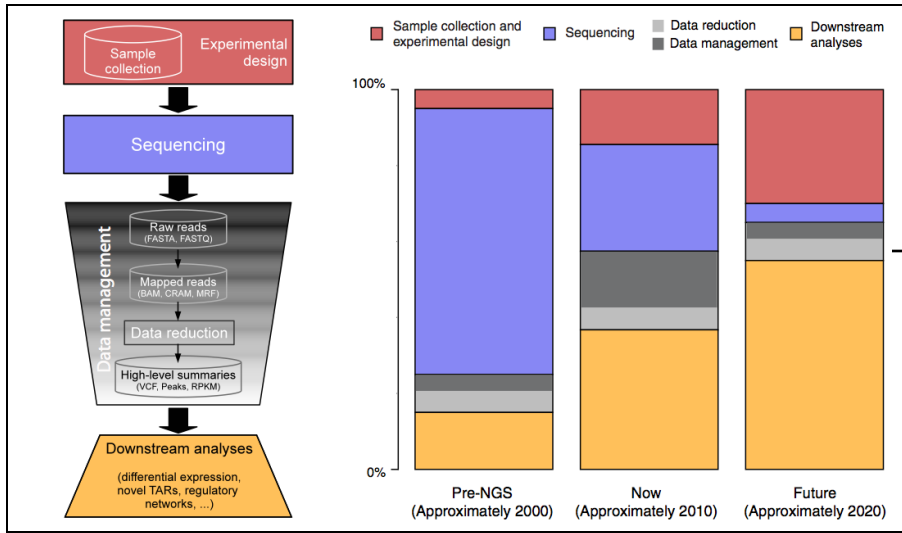 Sample
collection
Experimental
design
Sequencing
Data management
Raw reads
(FASTA, FASTQ)
Mapped reads
(BAM, CRAM, MRF)
Data reduction
High-level summaries
(VCF, Peaks, RPKM)
Downstream analyses
(differential expression,
novel TARs, regulatory
networks, ...)
Sample collection and
experimental design
Sequencing
Data reduction
Data management
Downstream
analyses
100%
0%
Pre-NGS
(Approximately 2000)
Now
(Approximately 2010)
Future
(Approximately 2020)